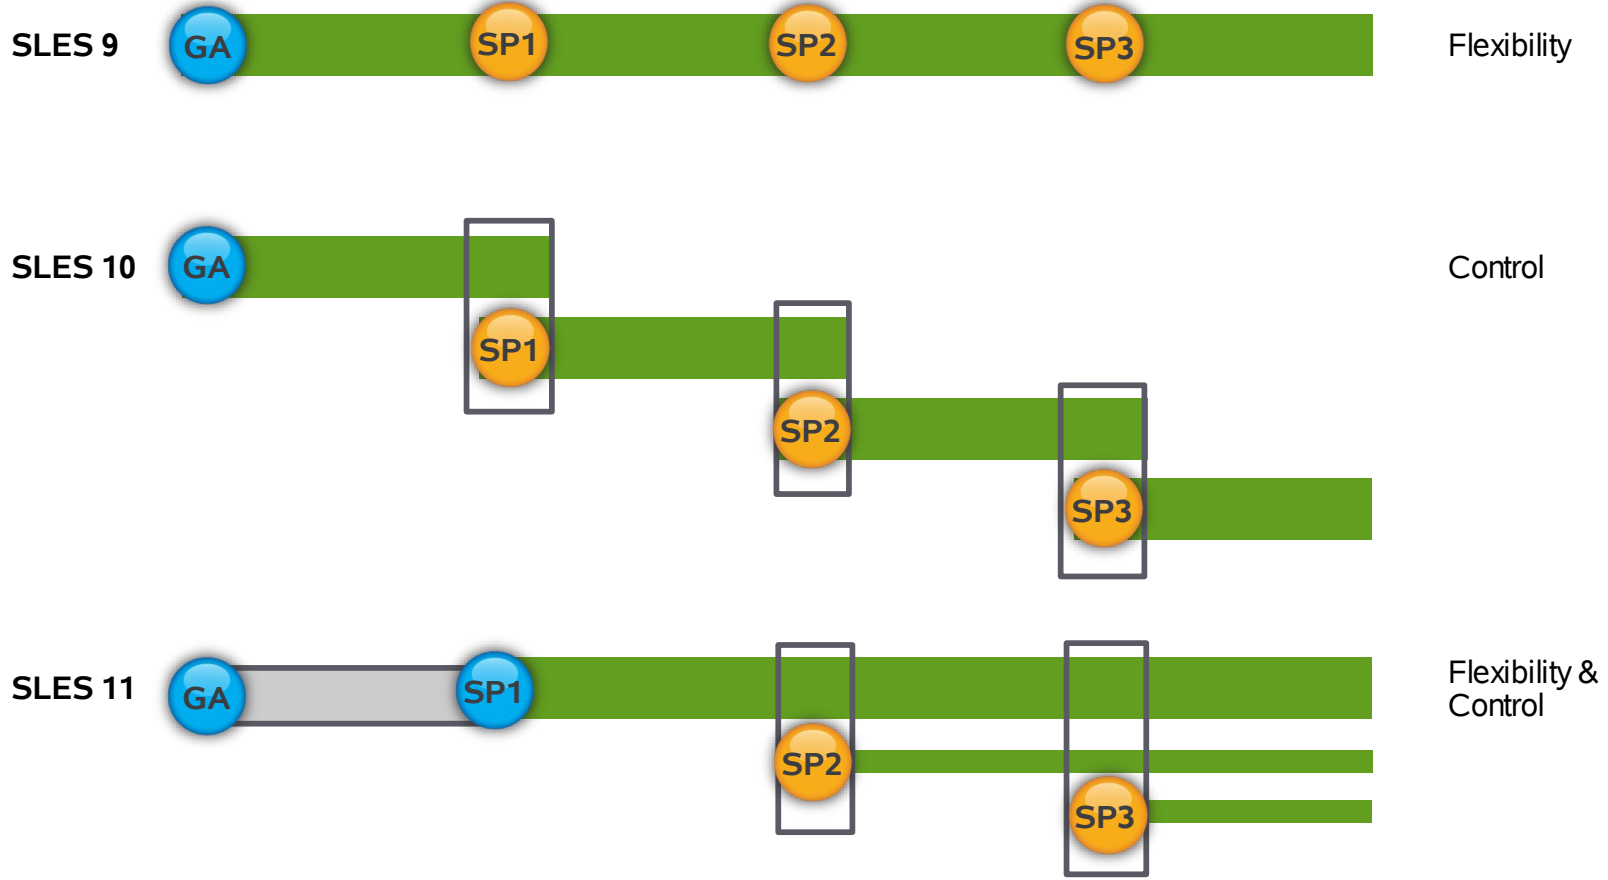 SLES 9
GA
SP1
SP2
SP3
Flexibility
SLES 10
GA
Control
SP1
SP2
SP3
SLES 11
GA
SP1
Flexibility &
Control
SP2
SP3